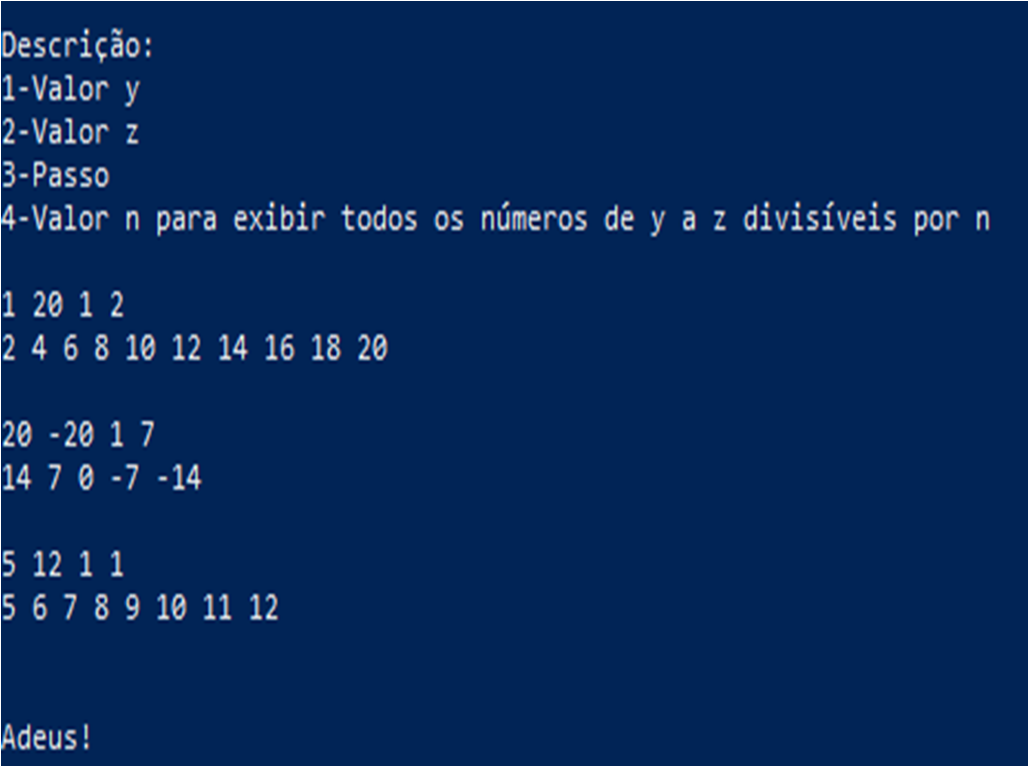 Descrição:
1-Valor y
2-Valor z
3-Passo
4-Valor n para exibir todos os números de y a z divisíveis por n
1 20 1 2
2 4 6 8 10 12 14 16 18 20
20 -20 1 7
14 7 0 -7 -14
5 12 1 1
5 6 7 8 9 10 11 12
Adeus!